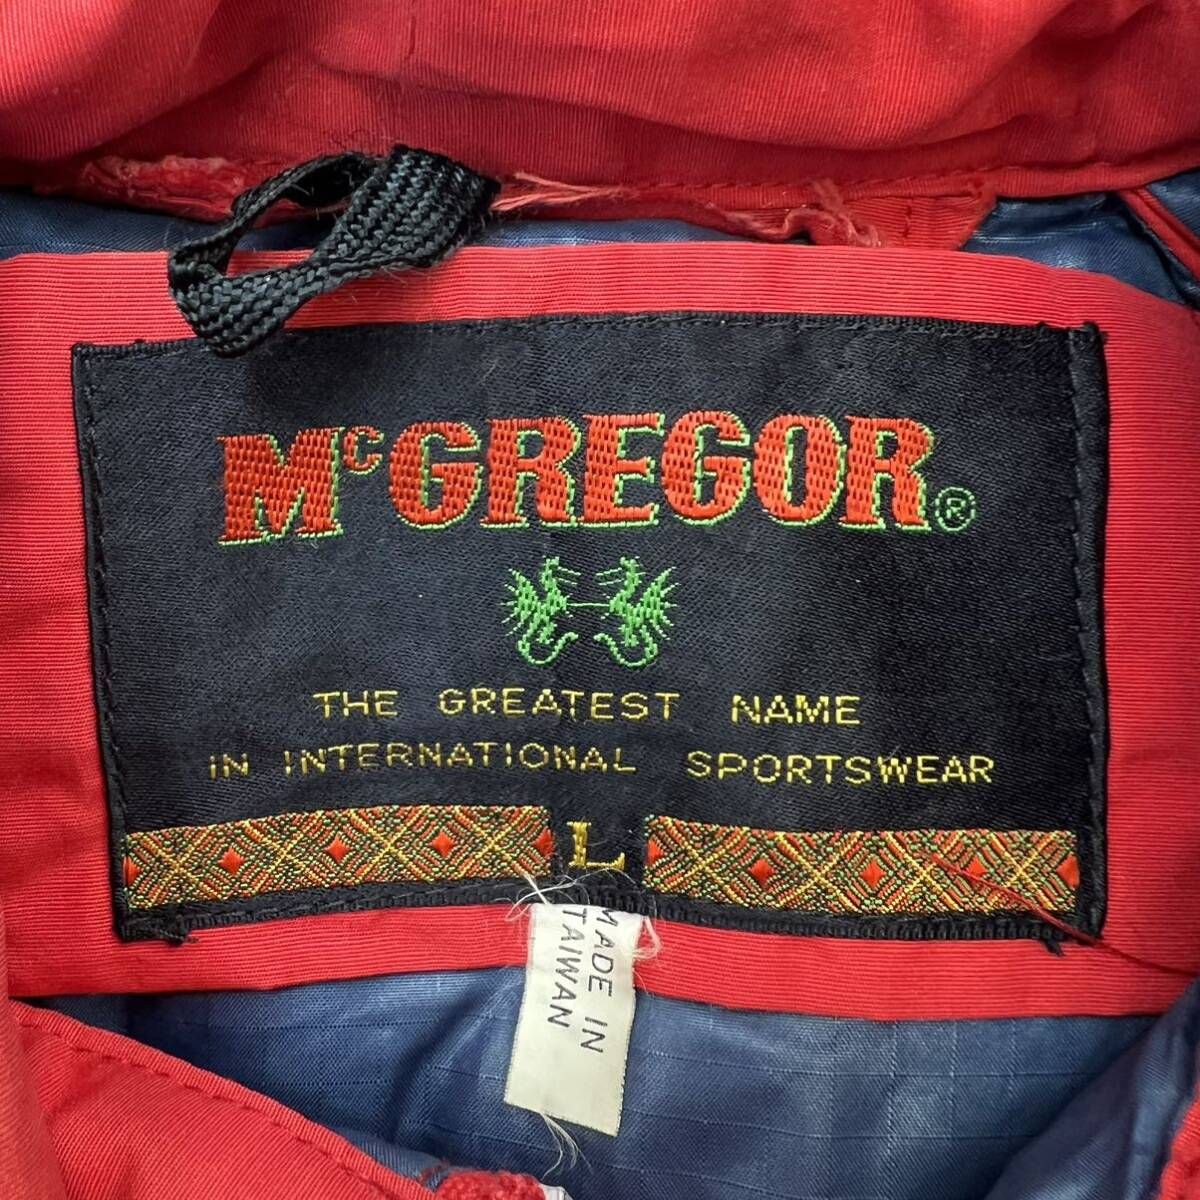 McGREGOR®
THE GREATEST NAME
IN INTERNATIONAL SPORTSWEAR
L
MADE IN
TAIWAN